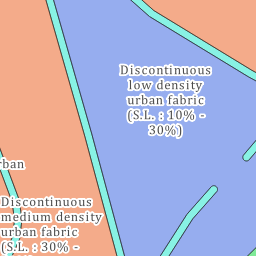 Discontinuous
low density
urban fabric
(S.L. : 10% -
30%)
rban
Discontinuous
medium density
urban fabric
(S.L. : 30% -